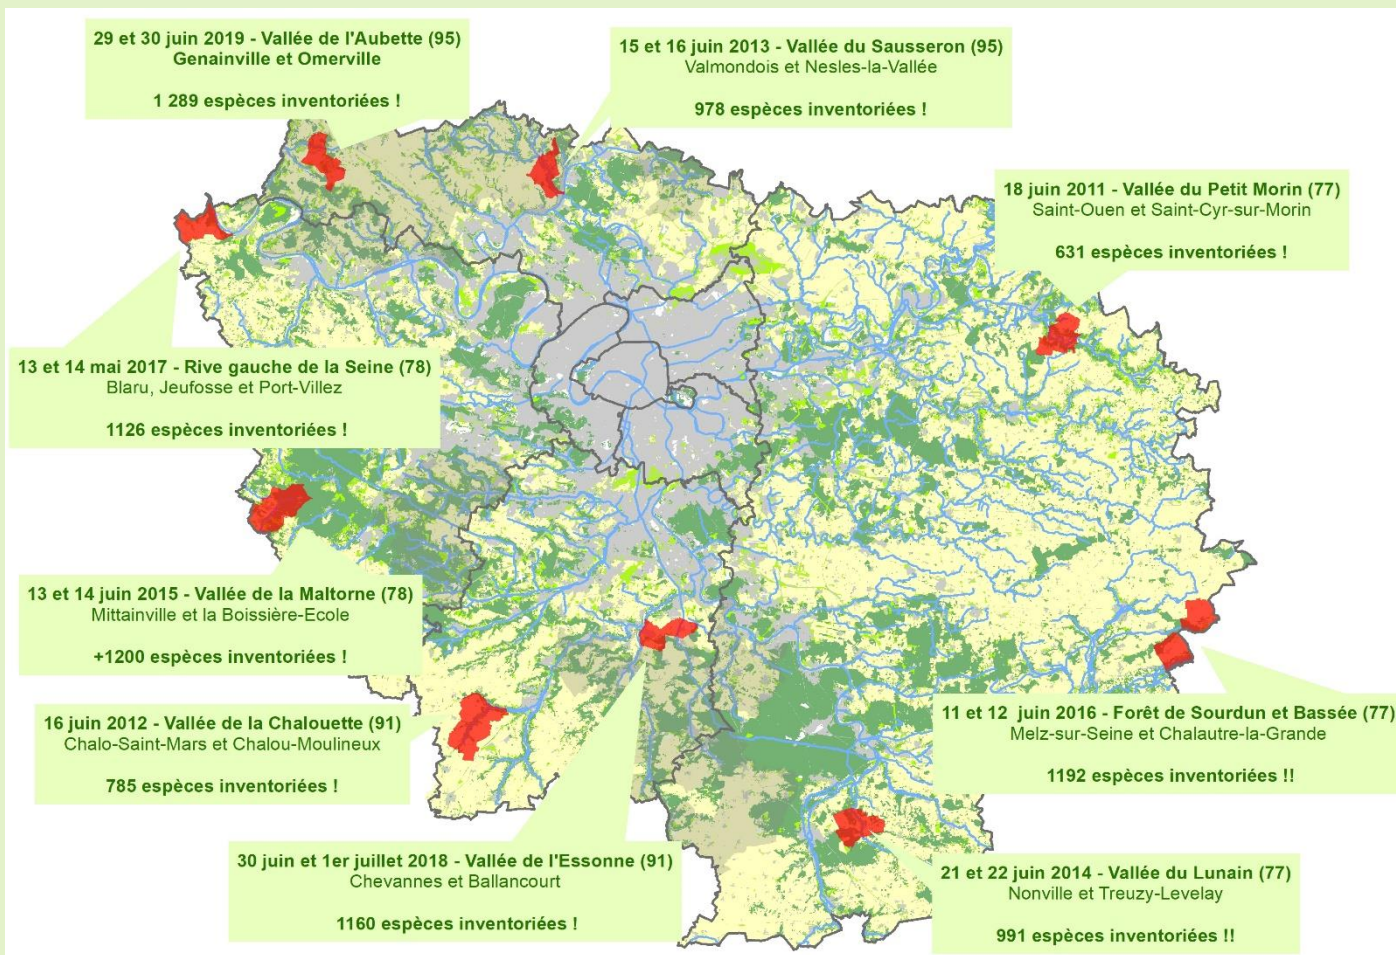 29 et 30 juin 2019 - Vallée de l'Aubette (95)
Genainville et Omerville
1 289 espèces inventoriées !
15 et 16 juin 2013 - Vallée du Sausseron (95)
Valmondois et Nesles-la-Vallée
978 espèces inventoriées !
18 juin 2011 - Vallée du Petit Morin (77)
Saint-Ouen et Saint-Cyr-sur-Morin
631 espèces inventoriées !
13 et 14 mai 2017 - Rive gauche de la Seine (78)
Blaru, Jeufosse et Port-Villez
1126 espèces inventoriées !
13 et 14 juin 2015 - Vallée de la Maltorne (78)
Mittainville et la Boissière-Ecole
+1200 espèces inventoriées !
16 juin 2012 - Vallée de la Chalouette (91)
Chalo-Saint-Mars et Chalou-Moulineux
785 espèces inventoriées !
11 et 12 juin 2016 - Forêt de Sourdun et Bassée (77)
Melz-sur-Seine et Chalautre-la-Grande
1192 espèces inventoriées !!
30 juin et 1er juillet 2018 - Vallée de l'Essonne (91)
Chevannes et Ballancourt
1160 espèces inventoriées !
21 et 22 juin 2014 - Vallée du Lunain (77)
Nonville et Treuzy-Levelay
991 espèces inventoriées !!